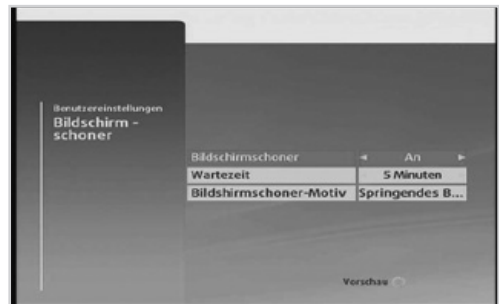 Benutzereinstellungen
Bildschirm -
schoner
Bildschirmschoner An
Wartezeit 5 Minuten
Bildshirmschoner-Motiv Springendes B...
Vorschau